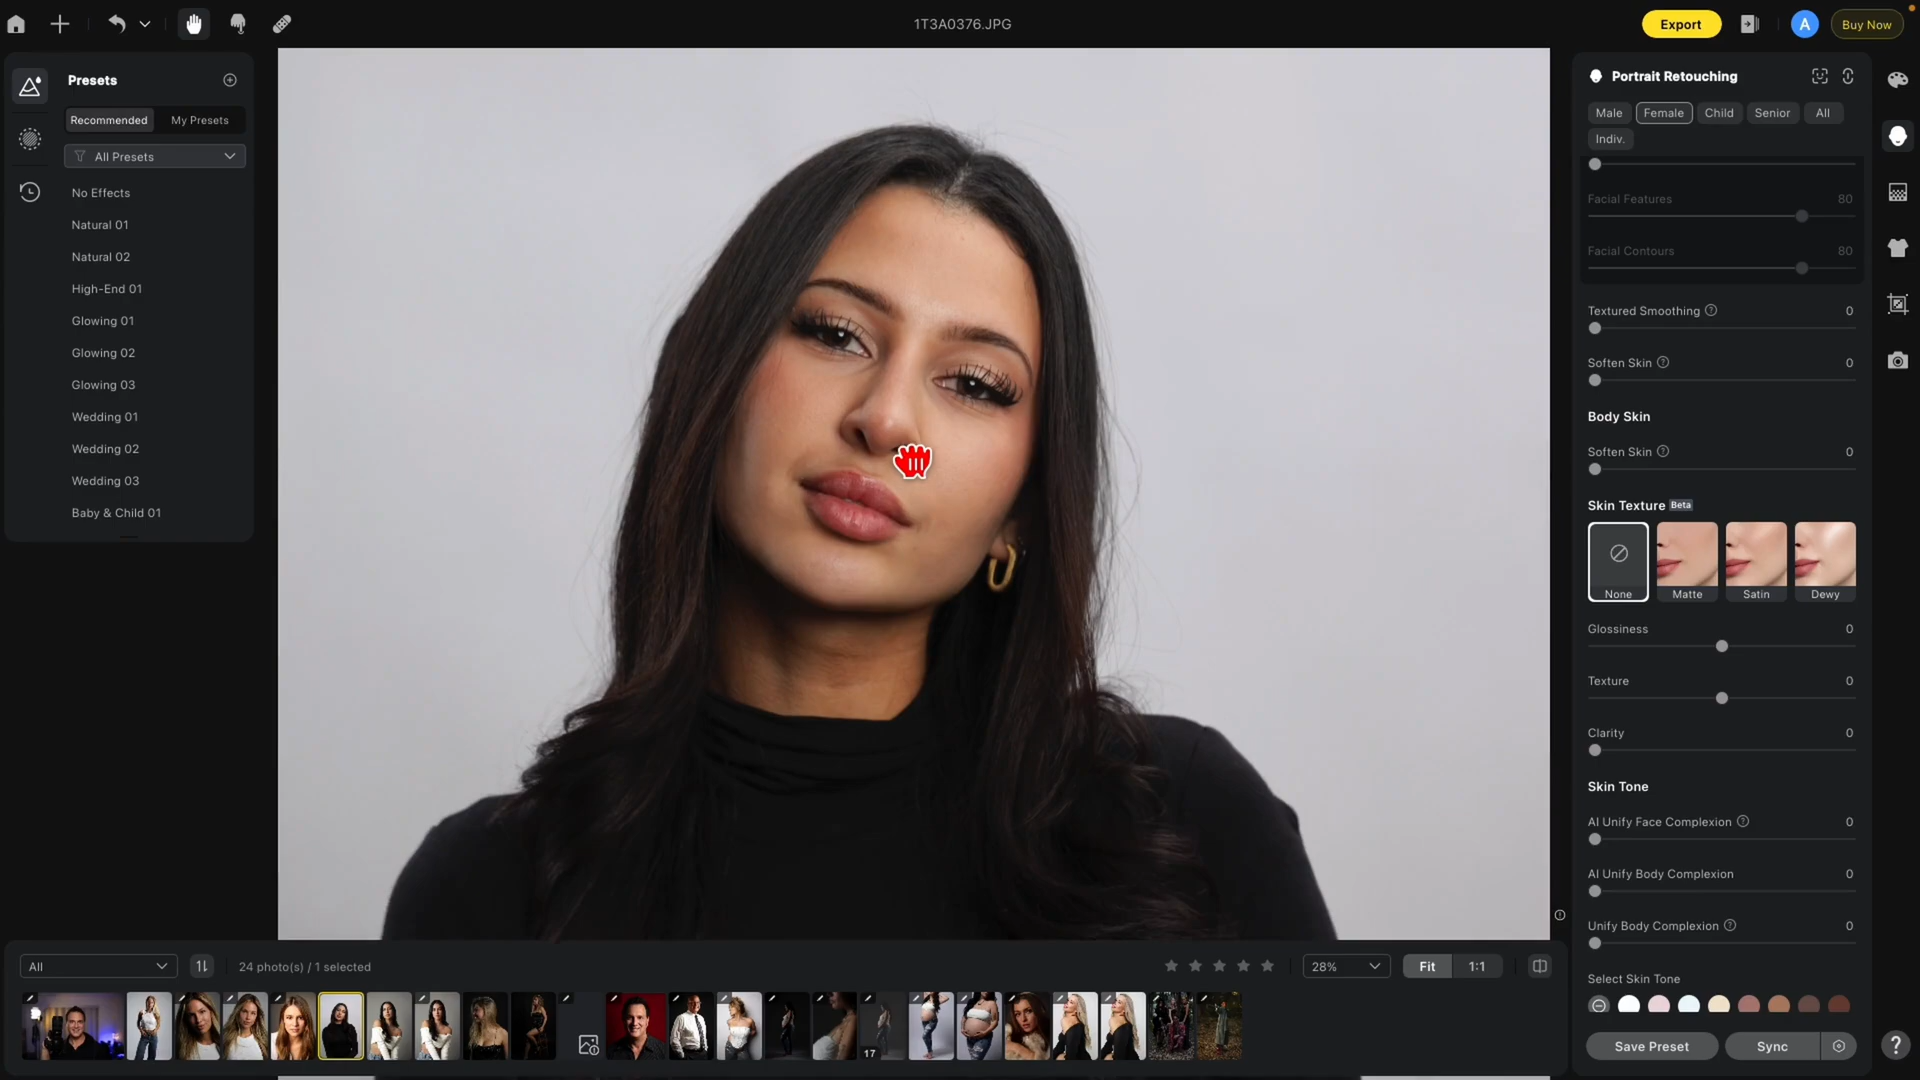 1T3A0376.JPG
Export
A
Buy Now
Presets
Recommended
My Presets
All Presets
No Effects
Natural 01
Natural 02
High-End 01
Glowing 01
Glowing 02
Glowing 03
Wedding 01
Wedding 02
Wedding 03
Baby & Child 01
Portrait Retouching
Male
Female
Child
Senior
All
Indiv.
Facial Features 80
Facial Contours 80
Textured Smoothing ? 0
Soften Skin ? 0
Body Skin
Soften Skin ? 0
Skin Texture Beta
None
Matte
Satin
Dewy
Glossiness 0
Texture 0
Clarity 0
Skin Tone
AI Unify Face Complexion ? 0
AI Unify Body Complexion 0
Unify Body Complexion ? 0
Select Skin Tone
Save Preset
Sync
?
All
24 photo(s) / 1 selected
28%
Fit
1:1
17